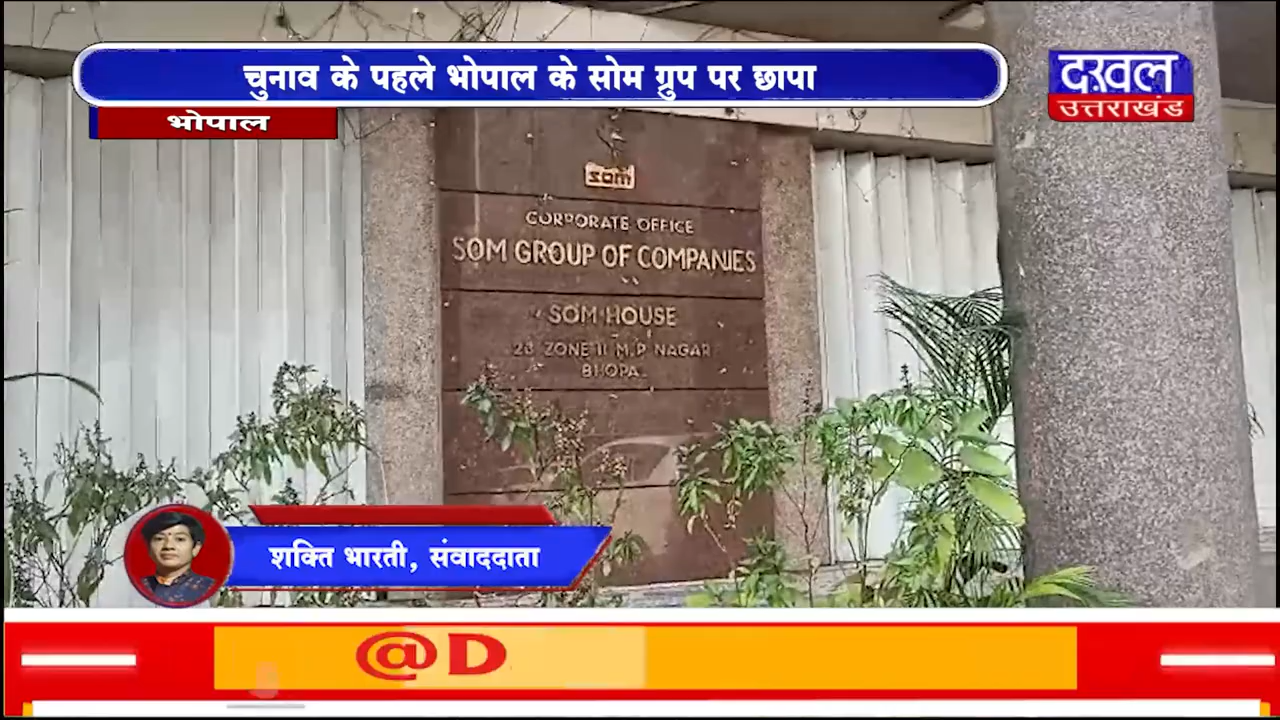 चुनाव के पहले भोपाल के सोम ग्रुप पर छापा
दख़ल
उत्तराखंड
भोपाल
som
CORPORATE OFFICE
SOM GROUP OF COMPANIES
SOM HOUSE
23 ZONE II M.P NAGAR
BHOPA
शक्ति भारती, संवाददाता
@D